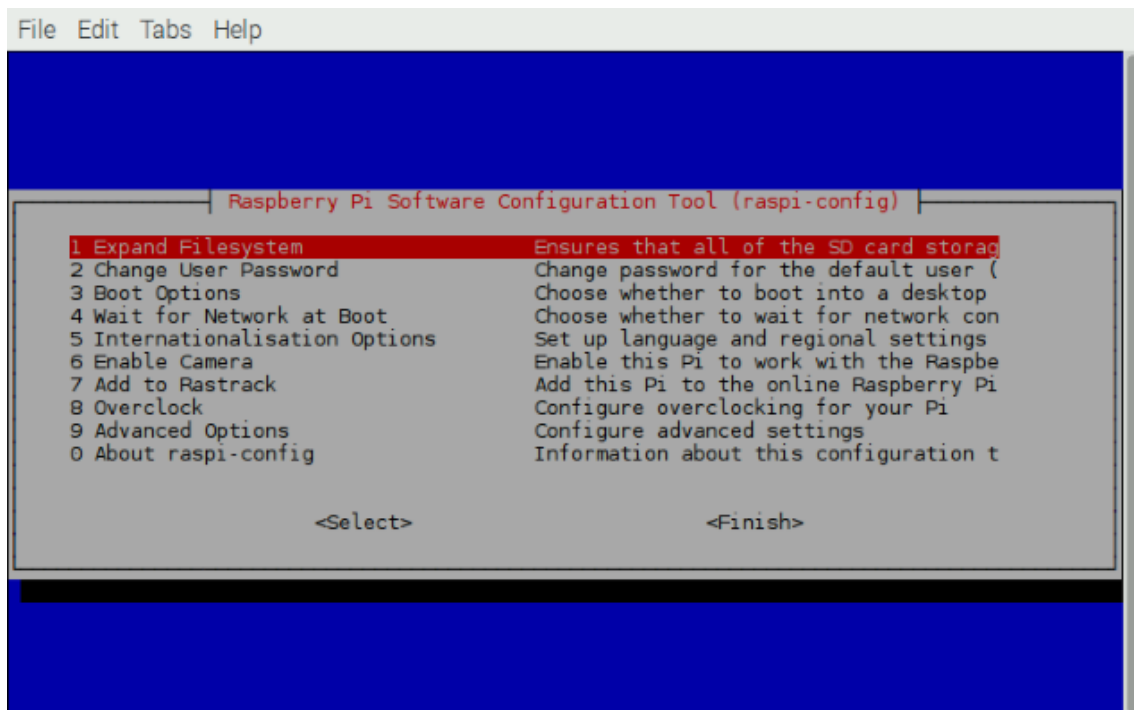 File Edit Tabs Help
Raspberry Pi Software Configuration Tool (raspi-config)
1 Expand Filesystem Ensures that all of the SD card storag
2 Change User Password Change password for the default user (
3 Boot Options Choose whether to boot into a desktop
4 Wait for Network at Boot Choose whether to wait for network con
5 Internationalisation Options Set up language and regional settings
6 Enable Camera Enable this Pi to work with the Raspbe
7 Add to Rastrack Add this Pi to the online Raspberry Pi
8 Overclock Configure overclocking for your Pi
9 Advanced Options Configure advanced settings
0 About raspi-config Information about this configuration t
<Select> <Finish>